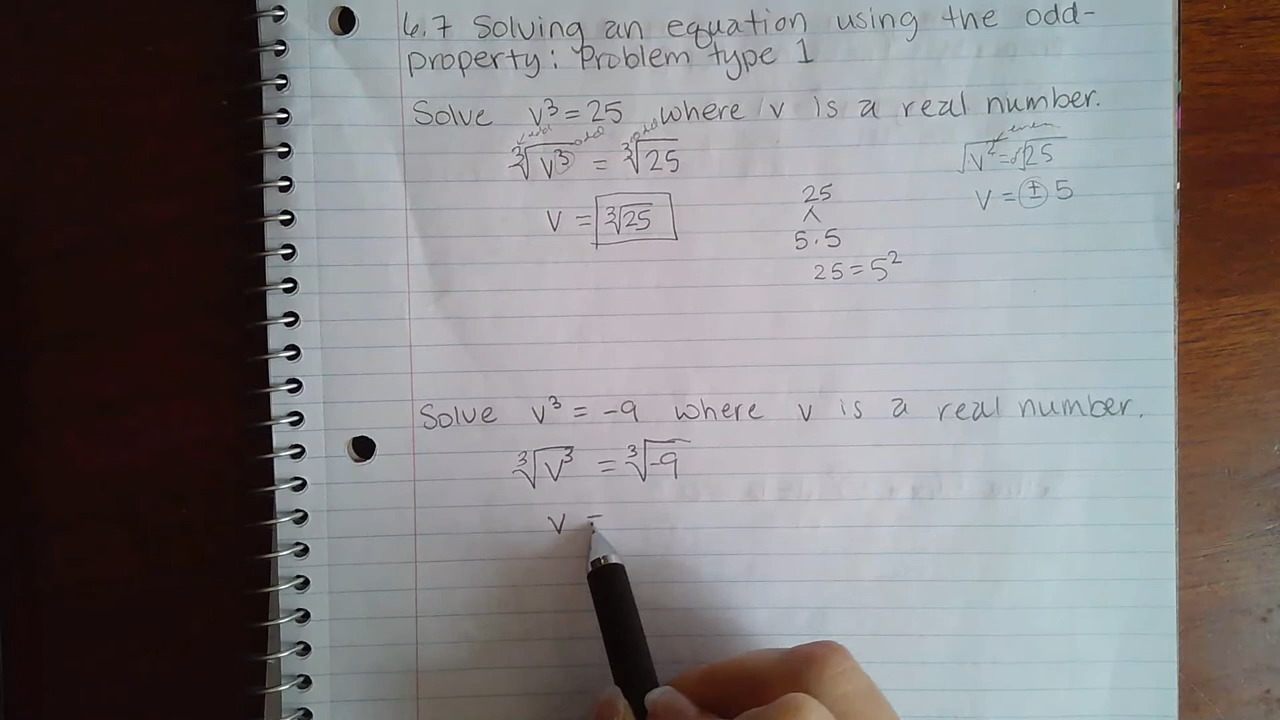 6.7 Solving an equation using the odd-
property: Problem type 1
Solve v³ = 25 where v is a real number.
∛v³ = ∛25
v = ∛25
25
5.5
25 = 5²
even
√v² = √25
v = ± 5
Solve v³ = -9 where v is a real number.
∛v³ = ∛-9
v =